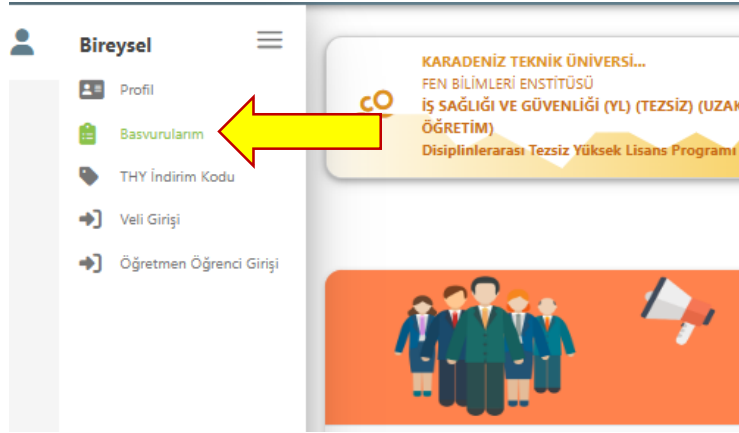 Bireysel
Profil
Basvurularım
THY İndirim Kodu
Veli Girişi
Öğretmen Öğrenci Girişi
KARADENİZ TEKNİK ÜNİVERSİ...
FEN BİLİMLERİ ENSTİTÜSÜ
İŞ SAĞLIĞI VE GÜVENLİĞİ (YL) (TEZSİZ) (UZAK
ÖĞRETİM)
Disiplinlerarası Tezsiz Yüksek Lisans Programı